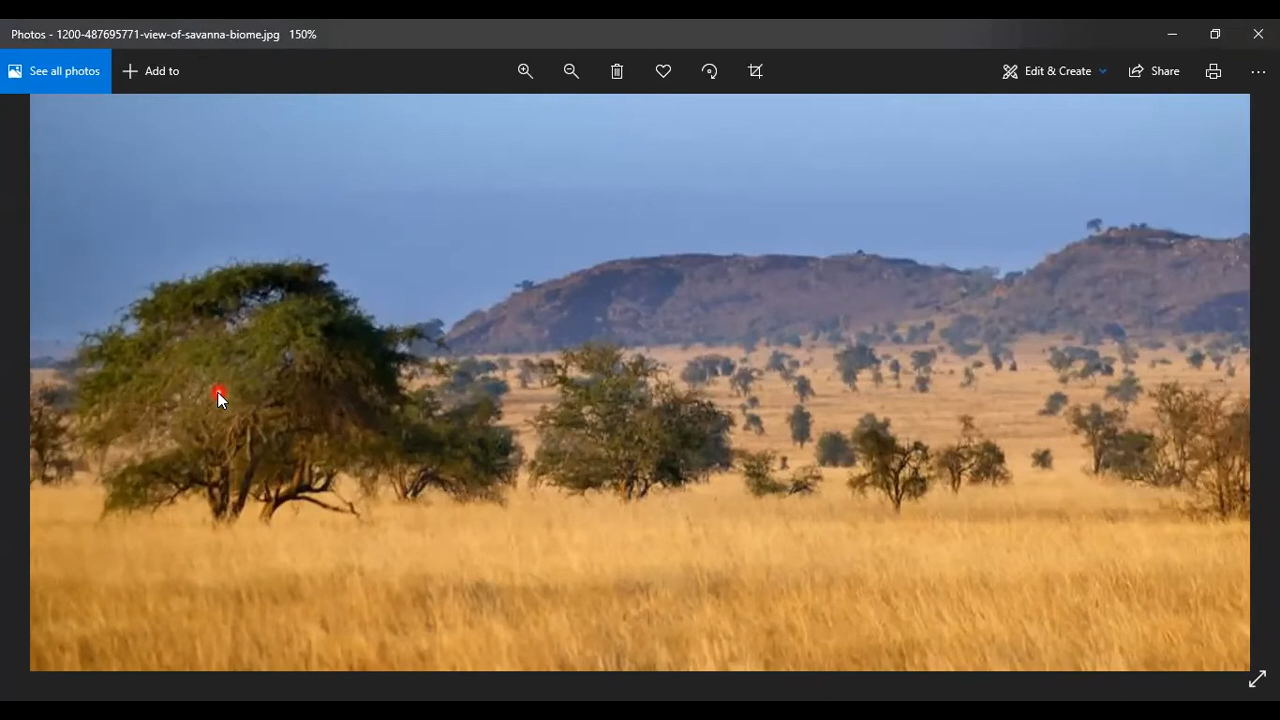 Photos - 1200-487695771-view-of-savanna-biome.jpg 150%
See all photos Add to Edit & Create Share